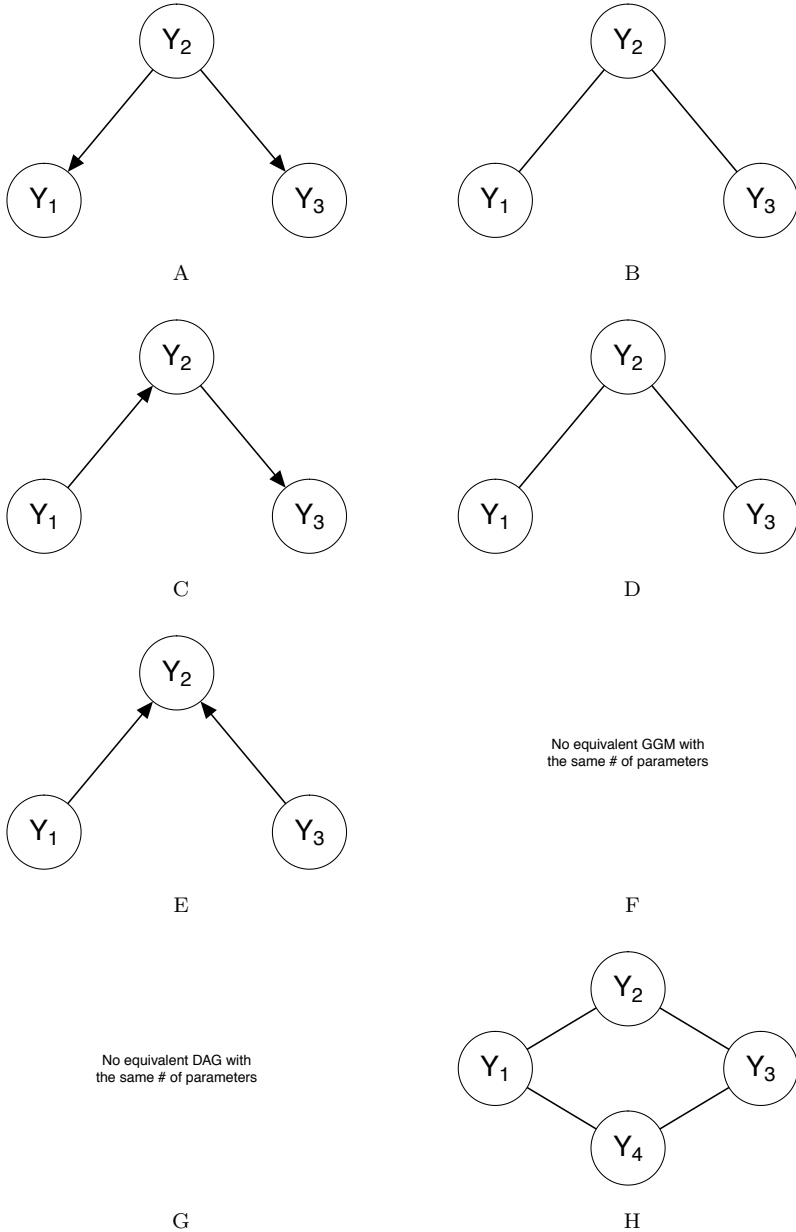 Y2
Y1
Y3
A
Y2
Y1
Y3
B
Y2
Y1
Y3
C
Y2
Y1
Y3
D
Y2
Y1
Y3
E
No equivalent GGM with
the same # of parameters
F
No equivalent DAG with
the same # of parameters
G
Y2
Y1
Y3
Y4
H